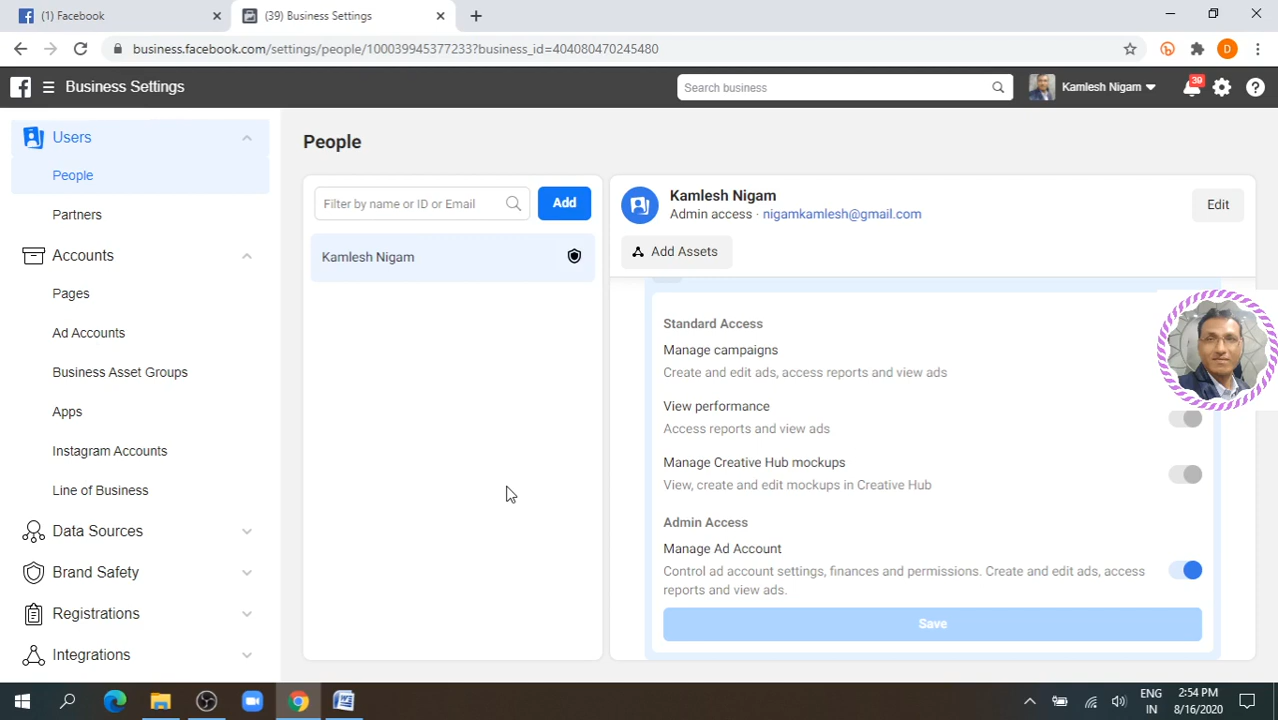 (1) Facebook
(39) Business Settings
business.facebook.com/settings/people/100039945377233?business_id=404080470245480
D
Business Settings
Search business
Kamlesh Nigam
39
Users
People
Partners
Accounts
Pages
Ad Accounts
Business Asset Groups
Apps
Instagram Accounts
Line of Business
Data Sources
Brand Safety
Registrations
Integrations
People
Filter by name or ID or Email
Add
Kamlesh Nigam
Kamlesh Nigam
Admin access · nigamkamlesh@gmail.com
Edit
Add Assets
Standard Access
Manage campaigns
Create and edit ads, access reports and view ads
View performance
Access reports and view ads
Manage Creative Hub mockups
View, create and edit mockups in Creative Hub
Admin Access
Manage Ad Account
Control ad account settings, finances and permissions. Create and edit ads, access
reports and view ads.
Save
ENG
IN
2:54 PM
8/16/2020